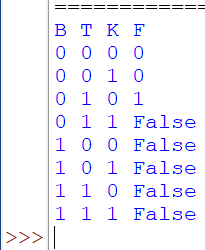 ============
B T K F
0 0 0 0
0 0 1 0
0 1 0 1
0 1 1 False
1 0 0 False
1 0 1 False
1 1 0 False
1 1 1 False
>>>